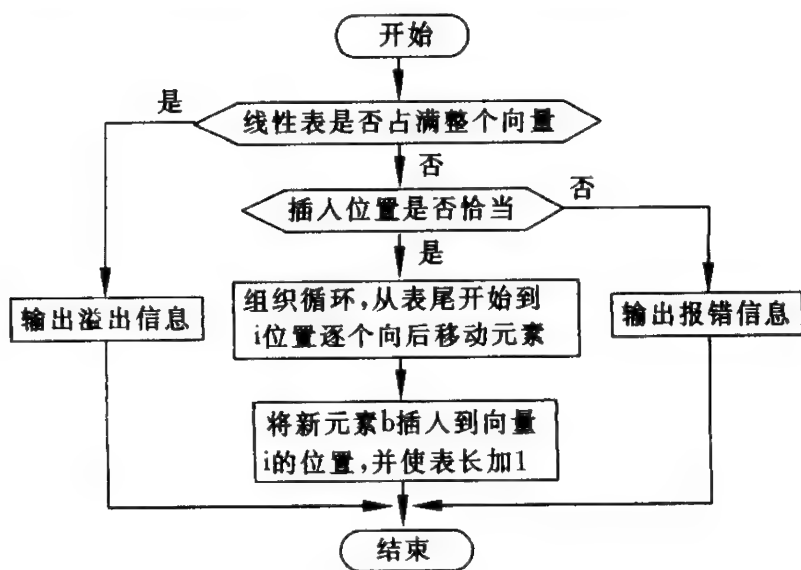 开始
是
线性表是否占满整个向量
否
否
插入位置是否恰当
是
组织循环,从表尾开始到
i位置逐个向后移动元素
输出溢出信息
输出报错信息
将新元素b插入到向量
i的位置,并使表长加1
结束